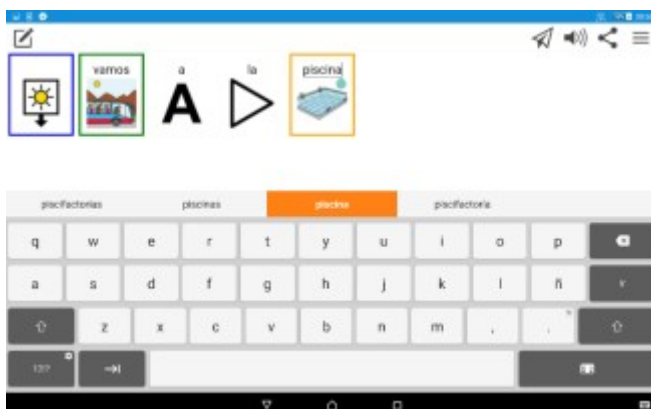 vamos a la piscina
A
piscifactorías piscinas piscina piscifactoría
q w e r t y u i o p
a s d f g h j k l ñ
z x c v b n m , .